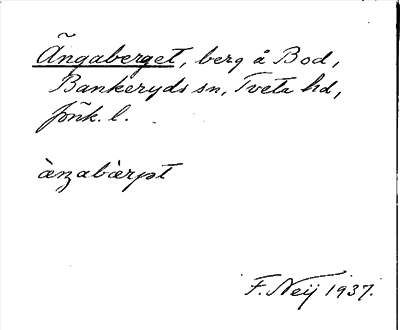 Ängaberget, berg å Bod,
Bankeryds sn, Tveta hd,
Jönk. l.
F. Neij 1937.